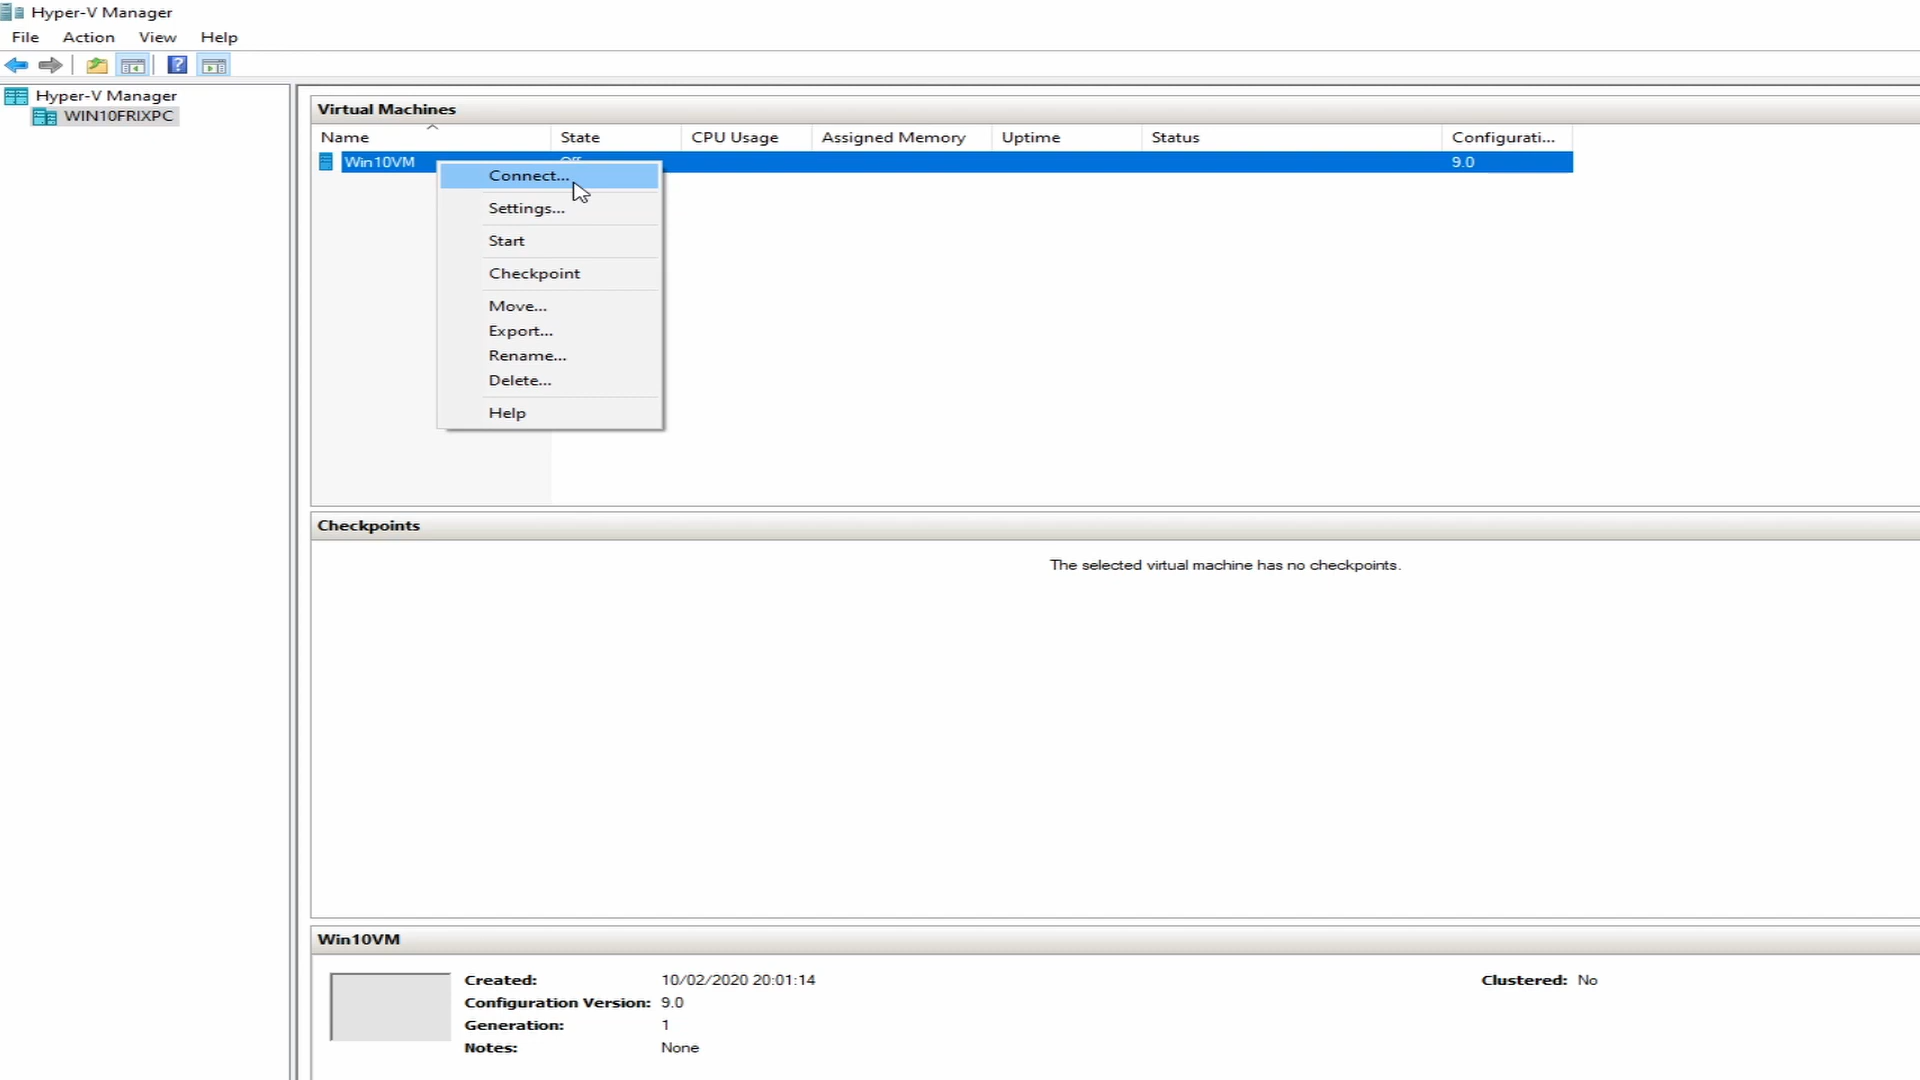 Hyper-V Manager
File Action View Help
Hyper-V Manager
WIN10FRIXPC
Virtual Machines
Name State CPU Usage Assigned Memory Uptime Status Configurati...
Win10VM Off 9.0
Connect...
Settings...
Start
Checkpoint
Move...
Export...
Rename...
Delete...
Help
Checkpoints
The selected virtual machine has no checkpoints.
Win10VM
Created: 10/02/2020 20:01:14 Clustered: No
Configuration Version: 9.0
Generation: 1
Notes: None